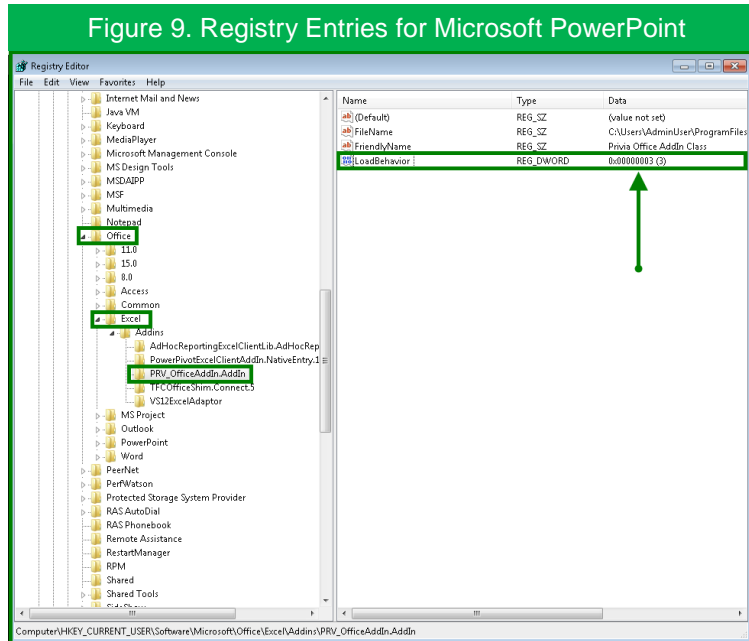 Figure 9. Registry Entries for Microsoft PowerPoint
Registry Editor
File Edit View Favorites Help
Internet Mail and News
Java VM
Keyboard
MediaPlayer
Microsoft Management Console
MS Design Tools
MSDAIPP
MSF
Multimedia
Notepad
Office
11.0
15.0
8.0
Access
Common
Excel
Addins
AdHocReportingExcelClientLib.AdHocRep
PowerPivotExcelClientAddIn.NativeEntry.1
PRV_OfficeAddIn.AddIn
TFCOfficeShim.Connect.5
VS12ExcelAdaptor
MS Project
Outlook
PowerPoint
Word
PeerNet
PerfWatson
Protected Storage System Provider
RAS AutoDial
RAS Phonebook
Remote Assistance
RestartManager
RPM
Shared
Shared Tools
Name Type Data
(Default) REG_SZ (value not set)
FileName REG_SZ C:\Users\AdminUser\ProgramFiles
FriendlyName REG_SZ Privia Office AddIn Class
LoadBehavior REG_DWORD 0x00000003 (3)
Computer\HKEY_CURRENT_USER\Software\Microsoft\Office\Excel\Addins\PRV_OfficeAddIn.AddIn